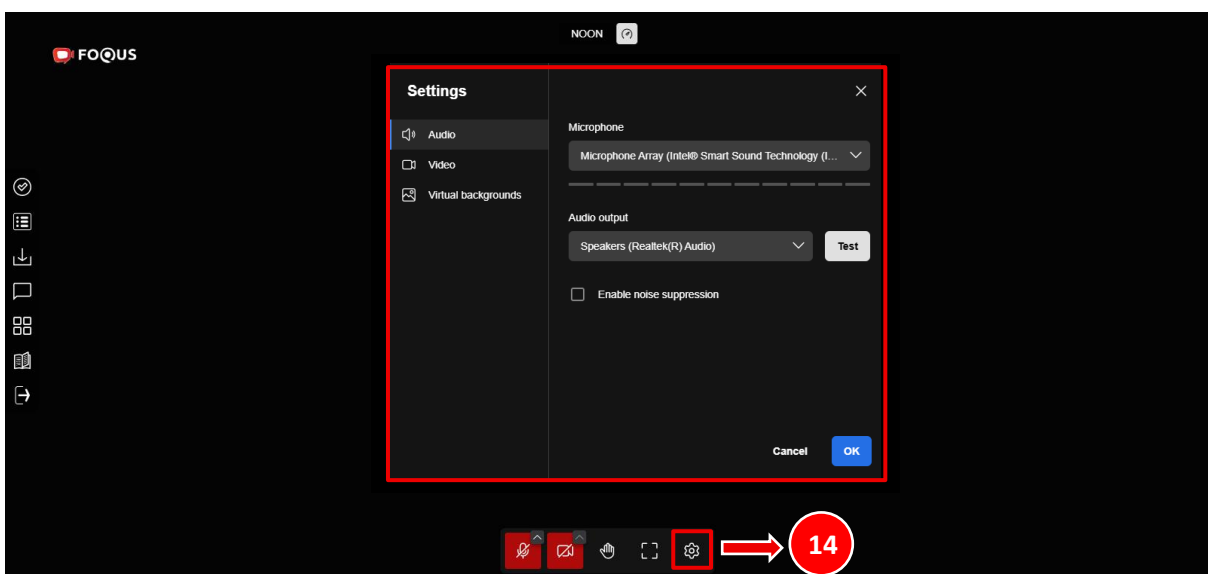 NOON
FOQUS
Settings
Audio
Video
Virtual backgrounds
Microphone
Microphone Array (Intel® Smart Sound Technology (I...
Audio output
Speakers (Realtek(R) Audio)
Test
Enable noise suppression
Cancel
OK
14